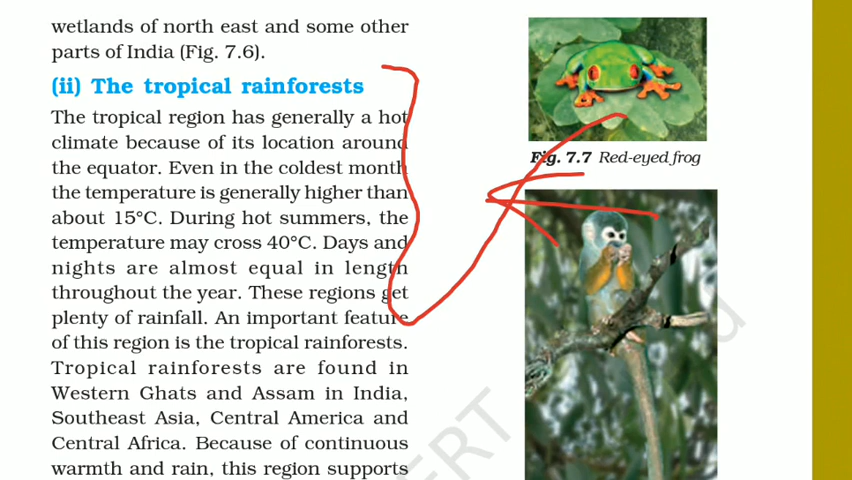 wetlands of north east and some other
parts of India (Fig. 7.6).
(ii) The tropical rainforests
The tropical region has generally a hot
climate because of its location around
the equator. Even in the coldest month
the temperature is generally higher than
about 15°C. During hot summers, the
temperature may cross 40°C. Days and
nights are almost equal in length
throughout the year. These regions get
plenty of rainfall. An important feature
of this region is the tropical rainforests.
Tropical rainforests are found in
Western Ghats and Assam in India,
Southeast Asia, Central America and
Central Africa. Because of continuous
warmth and rain, this region supports
Fig. 7.7 Red-eyed frog